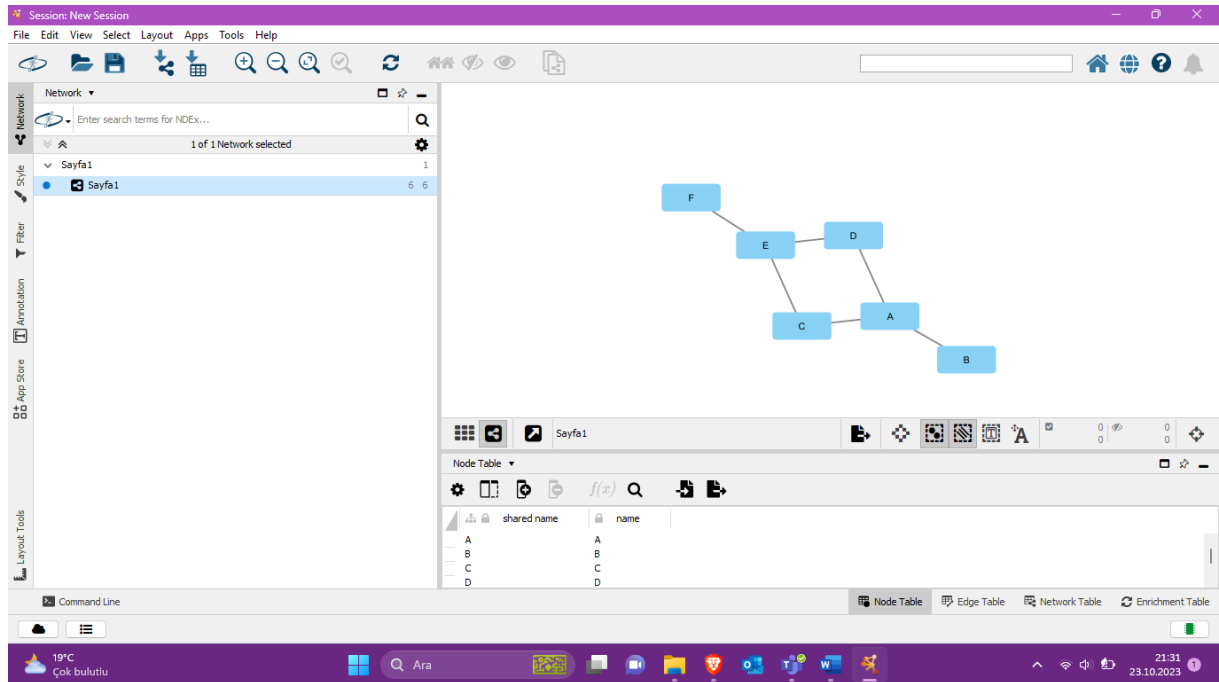 Session: New Session
File Edit View Select Layout Apps Tools Help
Network
Enter search terms for NDEx...
1 of 1 Network selected
Sayfa1 1
Sayfa1 6 6
Network
Style
Filter
Annotation
App Store
Layout Tools
F
E
D
C
A
B
Sayfa1
A
0 0
0 0
Node Table
f(x)
shared name name
A A
B B
C C
D D
Command Line
Node Table Edge Table Network Table Enrichment Table
19°C
Çok bulutlu
Ara
21:31
23.10.2023
1